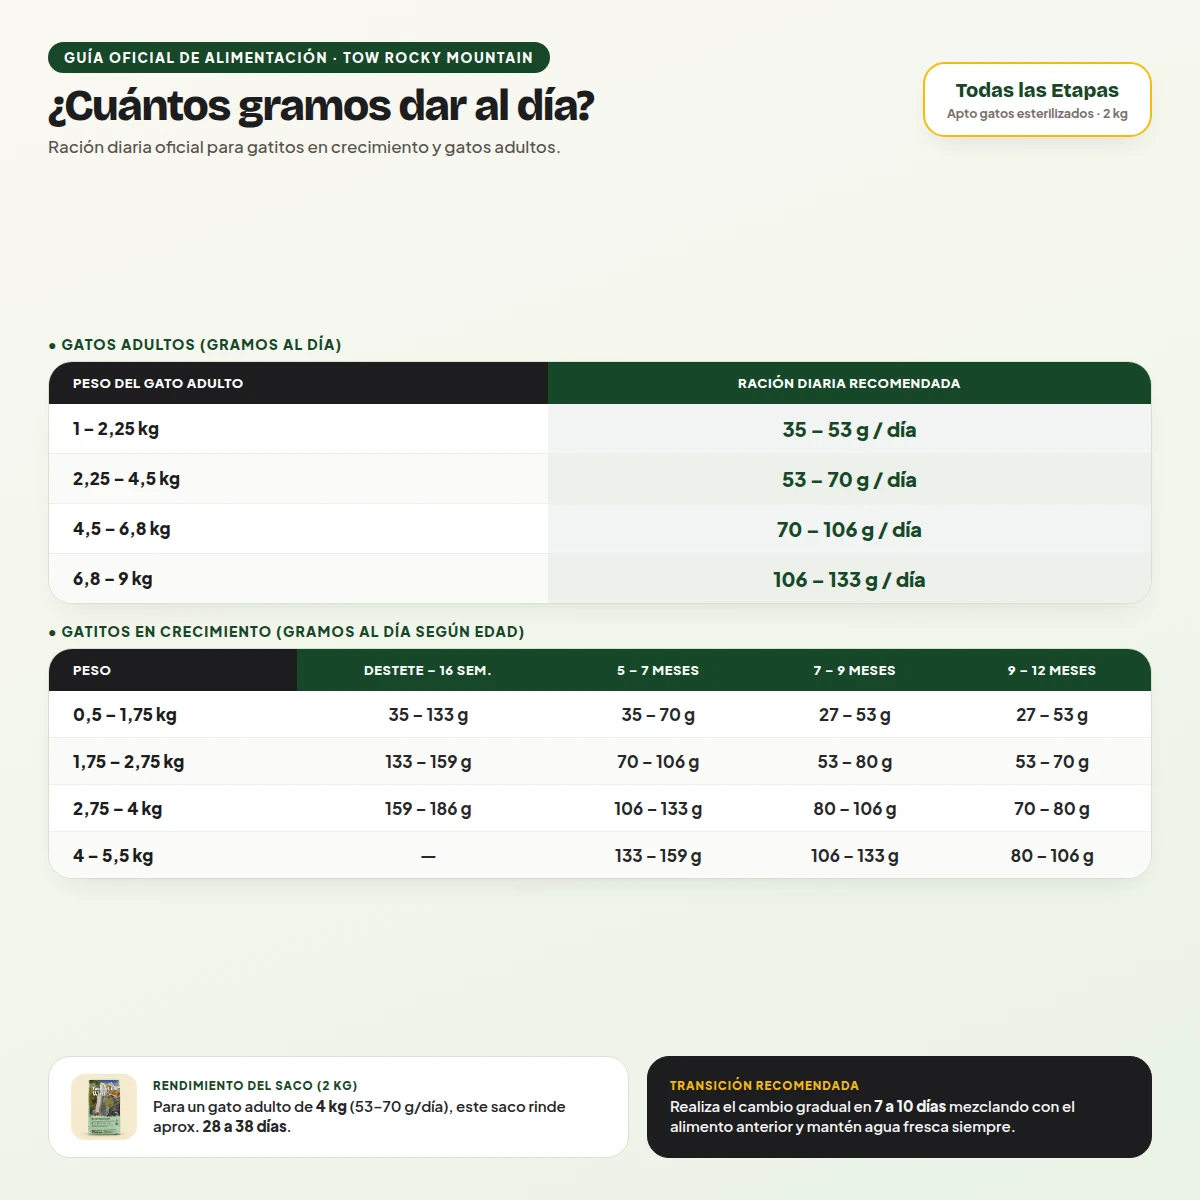 GUÍA OFICIAL DE ALIMENTACIÓN · TOW ROCKY MOUNTAIN
¿Cuántos gramos dar al día?
Ración diaria oficial para gatitos en crecimiento y gatos adultos.
Todas las Etapas
Apto gatos esterilizados · 2 kg
• GATOS ADULTOS (GRAMOS AL DÍA)
PESO DEL GATO ADULTO RACIÓN DIARIA RECOMENDADA
1 – 2,25 kg 35 – 53 g / día
2,25 – 4,5 kg 53 – 70 g / día
4,5 – 6,8 kg 70 – 106 g / día
6,8 – 9 kg 106 – 133 g / día
• GATITOS EN CRECIMIENTO (GRAMOS AL DÍA SEGÚN EDAD)
PESO DESTETE – 16 SEM. 5 – 7 MESES 7 – 9 MESES 9 – 12 MESES
0,5 – 1,75 kg 35 – 133 g 35 – 70 g 27 – 53 g 27 – 53 g
1,75 – 2,75 kg 133 – 159 g 70 – 106 g 53 – 80 g 53 – 70 g
2,75 – 4 kg 159 – 186 g 106 – 133 g 80 – 106 g 70 – 80 g
4 – 5,5 kg — 133 – 159 g 106 – 133 g 80 – 106 g
RENDIMIENTO DEL SACO (2 KG)
Para un gato adulto de 4 kg (53–70 g/día), este saco rinde
aprox. 28 a 38 días.
TRANSICIÓN RECOMENDADA
Realiza el cambio gradual en 7 a 10 días mezclando con el
alimento anterior y mantén agua fresca siempre.